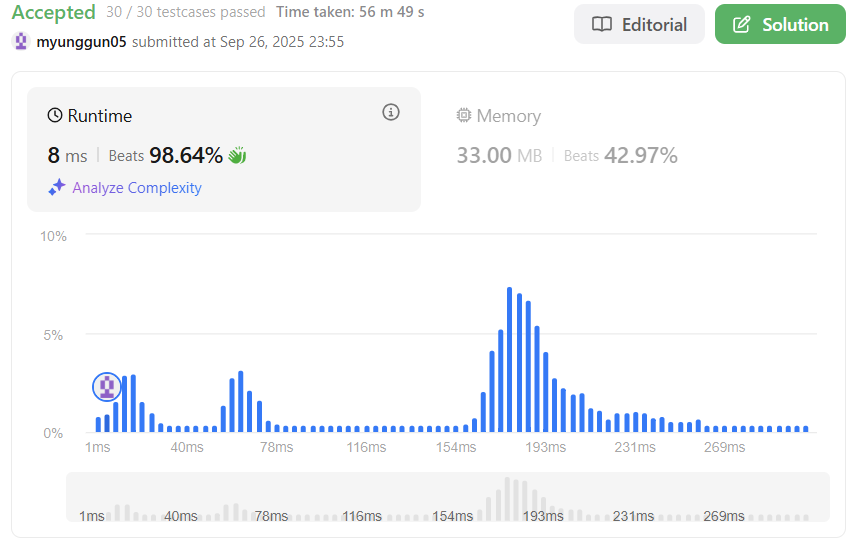 Accepted 30 / 30 testcases passed Time taken: 56 m 49 s
myunggun05 submitted at Sep 26, 2025 23:55
Editorial
Solution
Runtime
8 ms Beats 98.64%
Analyze Complexity
Memory
33.00 MB Beats 42.97%
10%
5%
0%
1ms 40ms 78ms 116ms 154ms 193ms 231ms 269ms
1ms 40ms 78ms 116ms 154ms 193ms 231ms 269ms